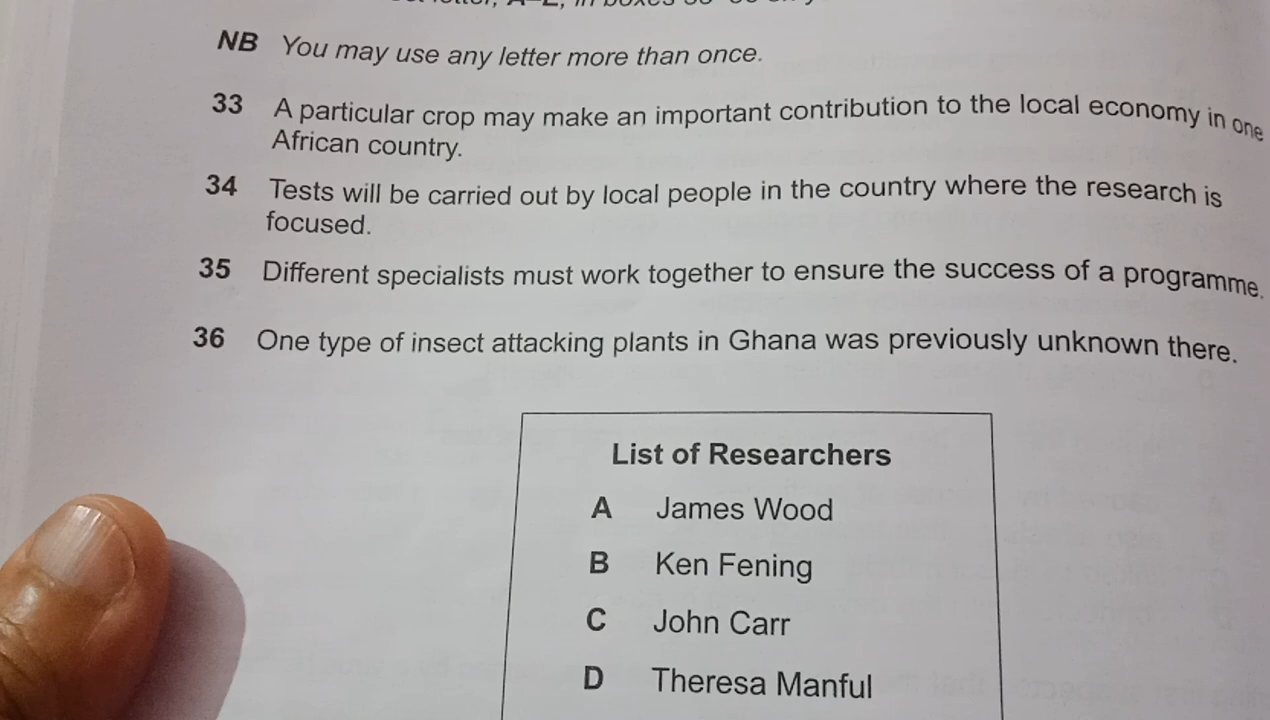 NB You may use any letter more than once.
33 A particular crop may make an important contribution to the local economy in one
African country.
34 Tests will be carried out by local people in the country where the research is
focused.
35 Different specialists must work together to ensure the success of a programme.
36 One type of insect attacking plants in Ghana was previously unknown there.
List of Researchers
A James Wood
B Ken Fening
C John Carr
D Theresa Manful